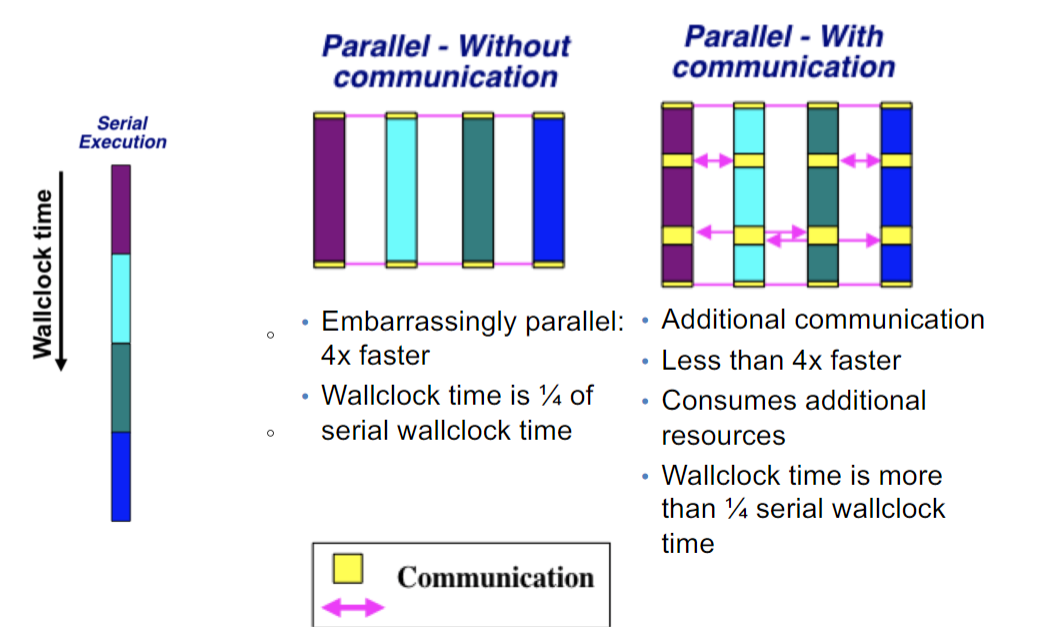 Serial
Execution
Wallclock time
Parallel - Without
communication
• Embarrassingly parallel:
4x faster
• Wallclock time is ¼ of
serial wallclock time
Parallel - With
communication
• Additional communication
• Less than 4x faster
• Consumes additional
resources
• Wallclock time is more
than ¼ serial wallclock
time
Communication